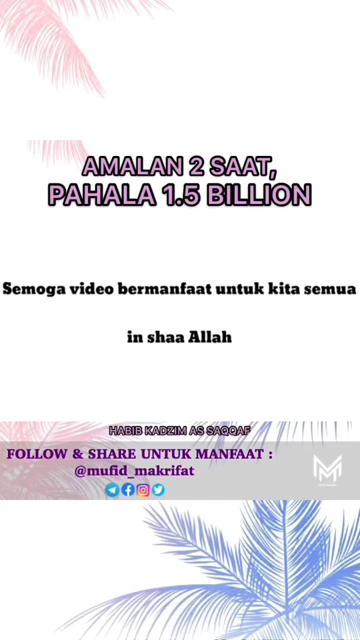 AMALAN 2 SAAT,
PAHALA 1.5 BILLION
Semoga video bermanfaat untuk kita semua
in shaa Allah
HABIB KADZIM AS SAQQAF
FOLLOW & SHARE UNTUK MANFAAT :
@mufid_makrifat